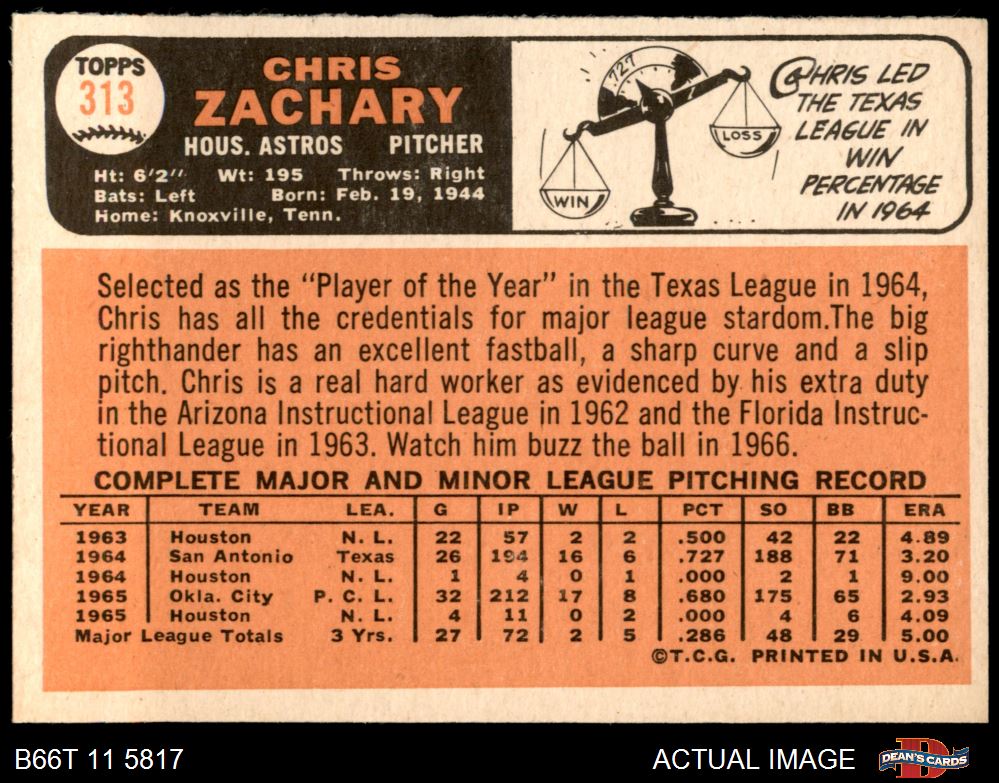 TOPPS
313
CHRIS
ZACHARY
HOUS. ASTROS PITCHER
Ht: 6'2" Wt: 195 Throws: Right
Bats: Left Born: Feb. 19, 1944
Home: Knoxville, Tenn.
727
WIN
LOSS
CHRIS LED
THE TEXAS
LEAGUE IN
WIN
PERCENTAGE
IN 1964
Selected as the "Player of the Year" in the Texas League in 1964,
Chris has all the credentials for major league stardom.The big
righthander has an excellent fastball, a sharp curve and a slip
pitch. Chris is a real hard worker as evidenced by his extra duty
in the Arizona Instructional League in 1962 and the Florida Instruc-
tional League in 1963. Watch him buzz the ball in 1966.
COMPLETE MAJOR AND MINOR LEAGUE PITCHING RECORD
YEAR TEAM LEA. G IP W L PCT SO BB ERA
1963 Houston N. L. 22 57 2 2 .500 42 22 4.89
1964 San Antonio Texas 26 194 16 6 .727 188 71 3.20
1964 Houston N. L. 1 4 0 1 .000 2 1 9.00
1965 Okla. City P. C. L. 32 212 17 8 .680 175 65 2.93
1965 Houston N. L. 4 11 0 2 .000 4 6 4.09
Major League Totals 3 Yrs. 27 72 2 5 .286 48 29 5.00
©T.C.G. PRINTED IN U.S.A.
B66T 11 5817 ACTUAL IMAGE DEAN'S CARDS